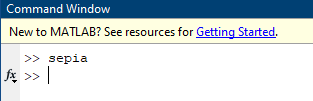 Command Window
New to MATLAB? See resources for Getting Started.
>> sepia
fx >>